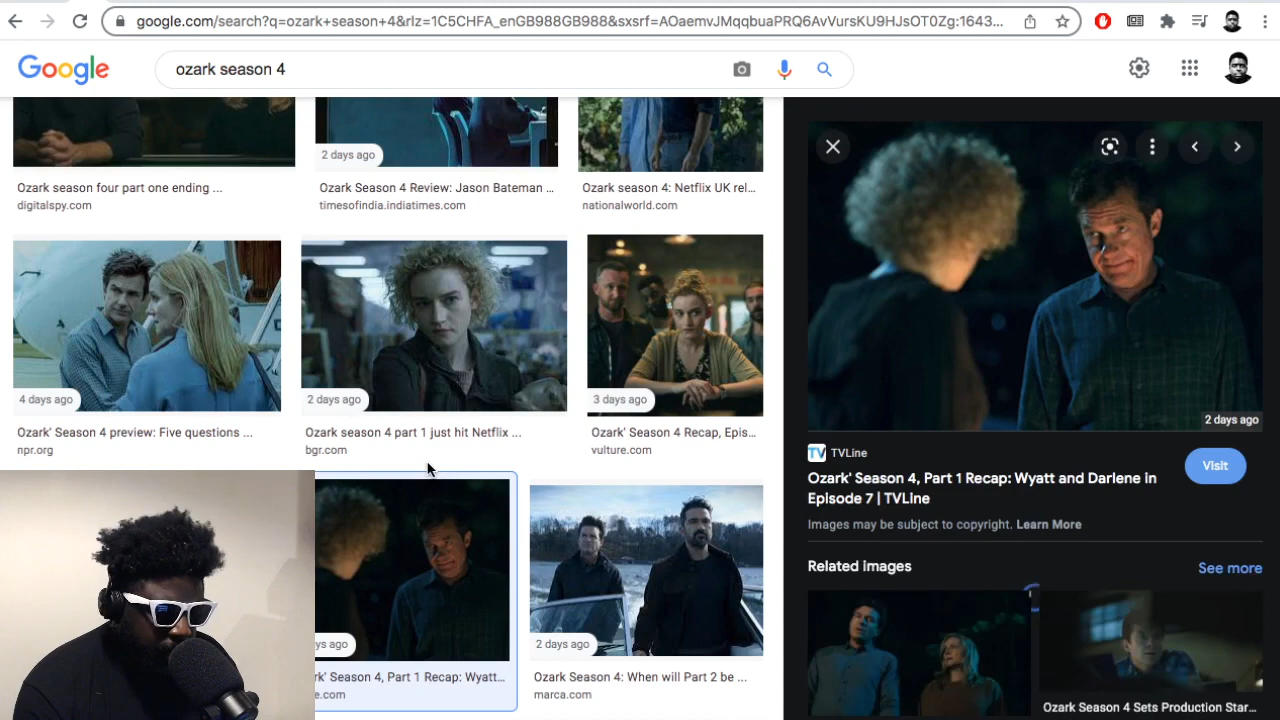 google.com/search?q=ozark+season+4&rlz=1C5CHFA_enGB988GB988&sxsrf=AOaemvJMqqbuaPRQ6AvVursKU9HJsOT0Zg:1643...
Google
ozark season 4
2 days ago
Ozark season four part one ending ...
digitalspy.com
Ozark Season 4 Review: Jason Bateman ...
timesofindia.indiatimes.com
Ozark season 4: Netflix UK rel...
nationalworld.com
4 days ago
2 days ago
3 days ago
Ozark' Season 4 preview: Five questions ...
npr.org
Ozark season 4 part 1 just hit Netflix ...
bgr.com
Ozark' Season 4 Recap, Epis...
vulture.com
ys ago
2 days ago
rk' Season 4, Part 1 Recap: Wyatt...
e.com
Ozark Season 4: When will Part 2 be ...
marca.com
2 days ago
TV TVLine
Ozark' Season 4, Part 1 Recap: Wyatt and Darlene in
Episode 7 | TVLine
Visit
Images may be subject to copyright. Learn More
Related images
See more
Ozark Season 4 Sets Production Star...